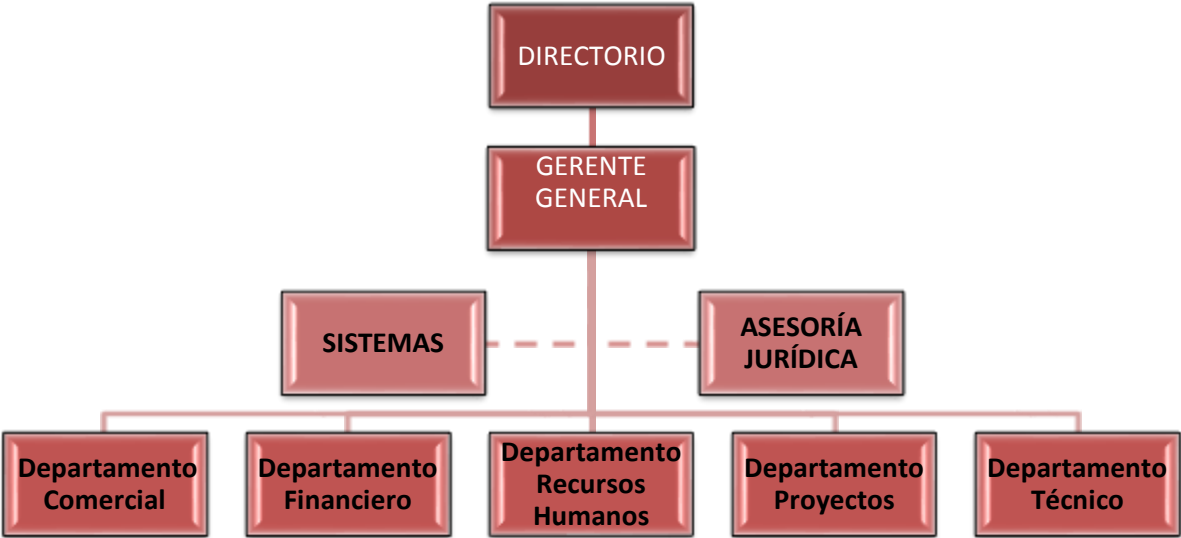 DIRECTORIO
GERENTE
GENERAL
SISTEMAS
ASESORÍA
JURÍDICA
Departamento
Comercial
Departamento
Financiero
Departamento
Recursos
Humanos
Departamento
Proyectos
Departamento
Técnico